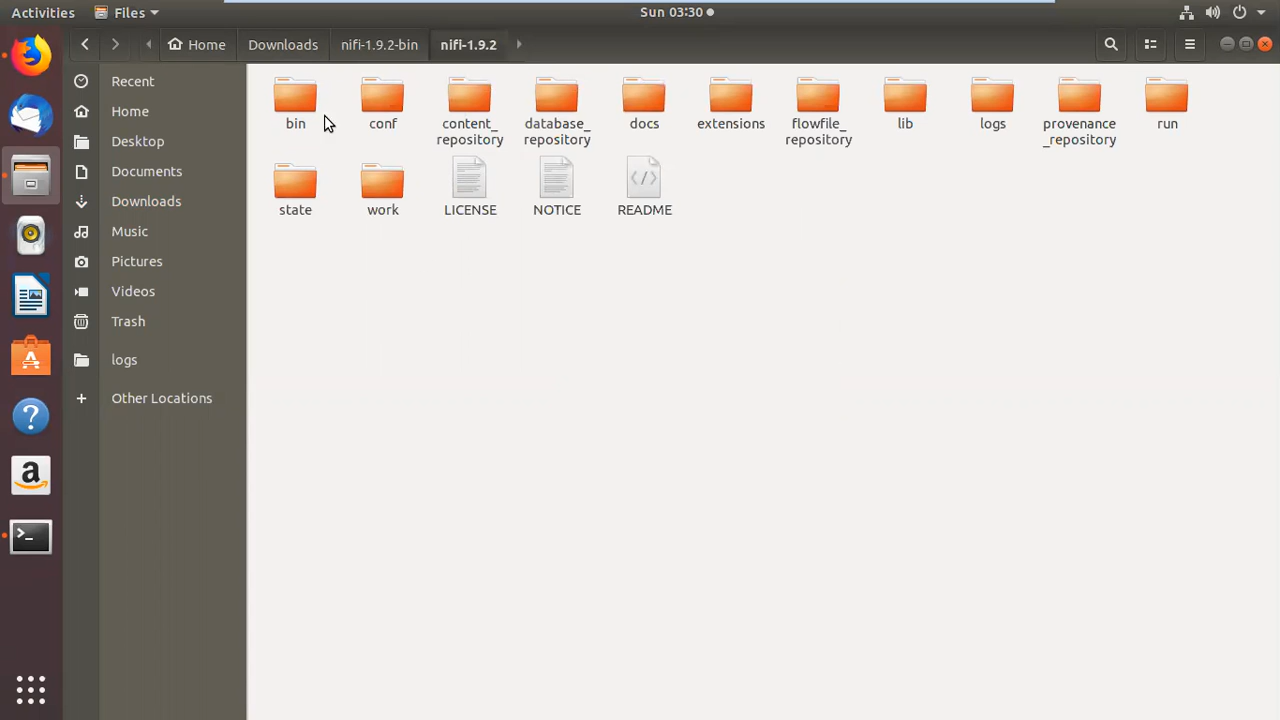 Activities
Files
Sun 03:30
Home
Downloads
nifi-1.9.2-bin
nifi-1.9.2
Recent
Home
Desktop
Documents
Downloads
Music
Pictures
Videos
Trash
logs
Other Locations
bin
conf
content_
repository
database_
repository
docs
extensions
flowfile_
repository
lib
logs
provenance
_repository
run
state
work
LICENSE
NOTICE
README